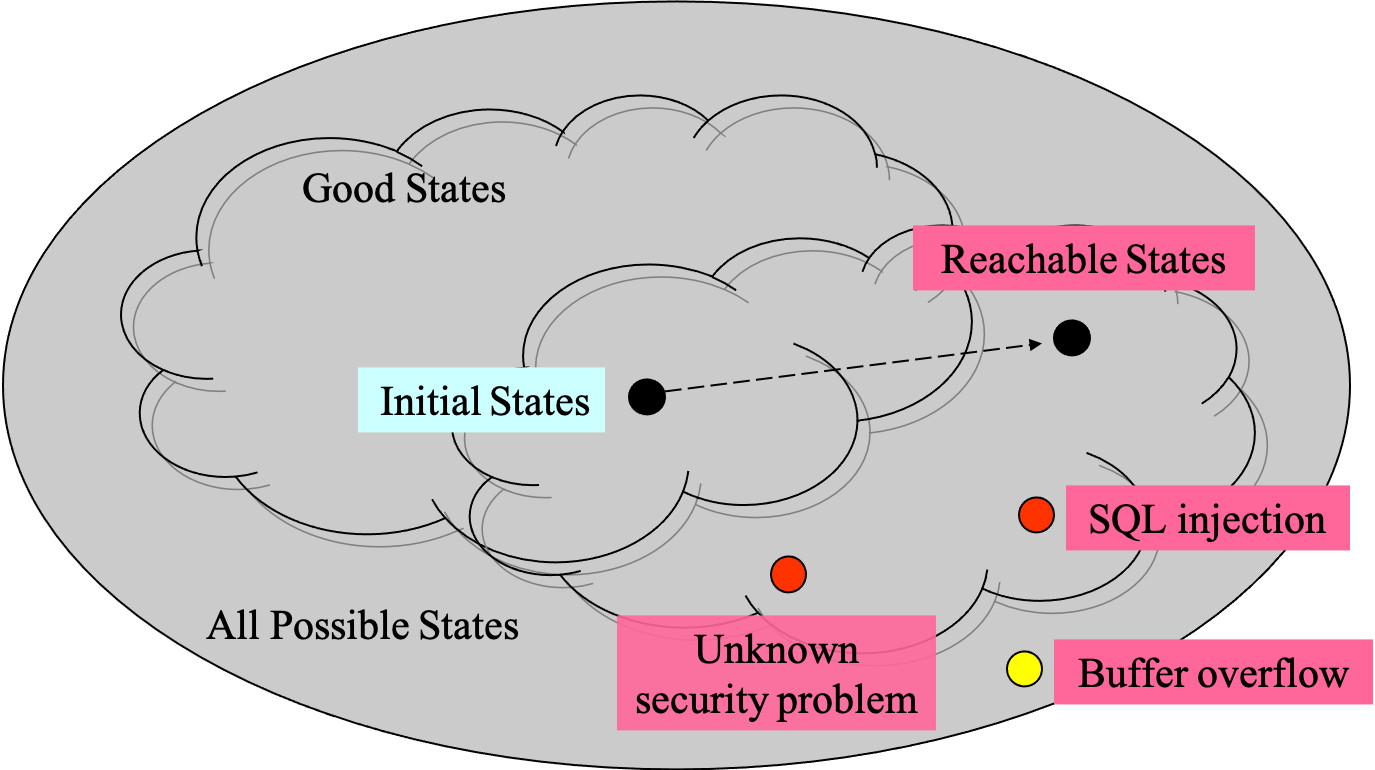 Good States
Reachable States
Initial States
SQL injection
All Possible States
Unknown
security problem
Buffer overflow